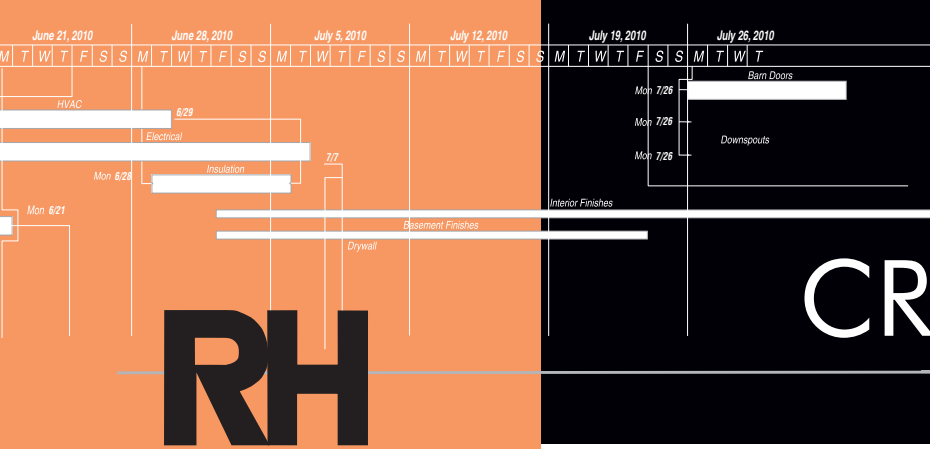 June 21, 2010 June 28, 2010 July 5, 2010 July 12, 2010 July 19, 2010 July 26, 2010
M T W T F S S M T W T F S S M T W T F S S M T W T F S S M T W T F S S M T W T
Barn Doors
Mon 7/26
HVAC
6/29
Mon 7/26
Electrical
Downspouts
7/7
Mon 7/26
Insulation
Mon 6/28
Interior Finishes
Mon 6/21
Basement Finishes
Drywall
CR
RH